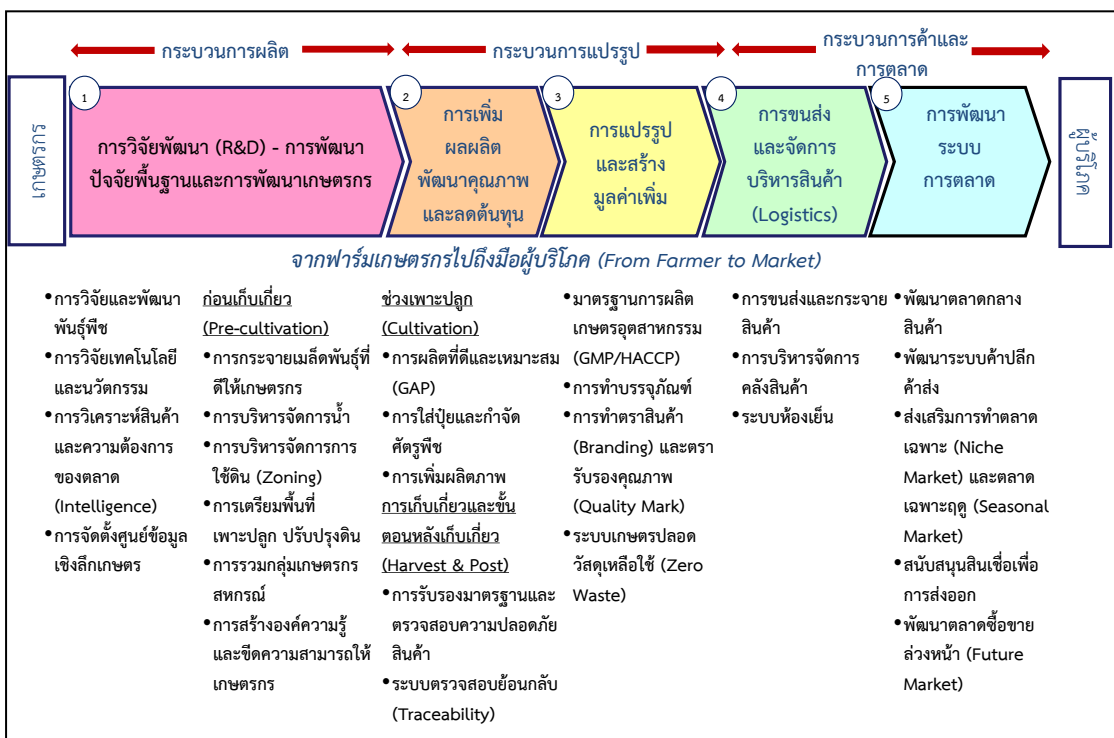 กระบวนการผลิต
กระบวนการแปรรูป
กระบวนการค้าและ
การตลาด
เกษตรกร
1
การวิจัยพัฒนา (R&D) - การพัฒนา
ปัจจัยพื้นฐานและการพัฒนาเกษตรกร
2
การเพิ่ม
ผลผลิต
พัฒนาคุณภาพ
และลดต้นทุน
3
การแปรรูป
และสร้าง
มูลค่าเพิ่ม
4
การขนส่ง
และจัดการ
บริหารสินค้า
(Logistics)
5
การพัฒนา
ระบบ
การตลาด
ผู้บริโภค
จากฟาร์มเกษตรกรไปถึงมือผู้บริโภค (From Farmer to Market)
•การวิจัยและพัฒนา
พันธุ์พืช
•การวิจัยเทคโนโลยี
และนวัตกรรม
•การวิเคราะห์สินค้า
และความต้องการ
ของตลาด
(Intelligence)
•การจัดตั้งศูนย์ข้อมูล
เชิงลึกเกษตร
ก่อนเก็บเกี่ยว
(Pre-cultivation)
•การกระจายเมล็ดพันธุ์ที่
ดีให้เกษตรกร
•การบริหารจัดการน้ำ
•การบริหารจัดการการ
ใช้ดิน (Zoning)
•การเตรียมพื้นที่
เพาะปลูก ปรับปรุงดิน
•การรวมกลุ่มเกษตรกร
สหกรณ์
•การสร้างองค์ความรู้
และขีดความสามารถให้
เกษตรกร
ช่วงเพาะปลูก
(Cultivation)
•การผลิตที่ดีและเหมาะสม
(GAP)
•การใส่ปุ๋ยและกำจัด
ศัตรูพืช
•การเพิ่มผลิตภาพ
การเก็บเกี่ยวและขั้น
ตอนหลังเก็บเกี่ยว
(Harvest & Post)
•การรับรองมาตรฐานและ
ตรวจสอบความปลอดภัย
สินค้า
•ระบบตรวจสอบย้อนกลับ
(Traceability)
•มาตรฐานการผลิต
เกษตรอุตสาหกรรม
(GMP/HACCP)
•การทำบรรจุภัณฑ์
•การทำตราสินค้า
(Branding) และตรา
รับรองคุณภาพ
(Quality Mark)
•ระบบเกษตรปลอด
วัสดุเหลือใช้ (Zero
Waste)
•การขนส่งและกระจาย
สินค้า
•การบริหารจัดการ
คลังสินค้า
•ระบบห้องเย็น
•พัฒนาตลาดกลาง
สินค้า
•พัฒนาระบบค้าปลีก
ค้าส่ง
•ส่งเสริมการทำตลาด
เฉพาะ (Niche
Market) และตลาด
เฉพาะฤดู (Seasonal
Market)
•สนับสนุนสินเชื่อเพื่อ
การส่งออก
•พัฒนาตลาดซื้อขาย
ล่วงหน้า (Future
Market)